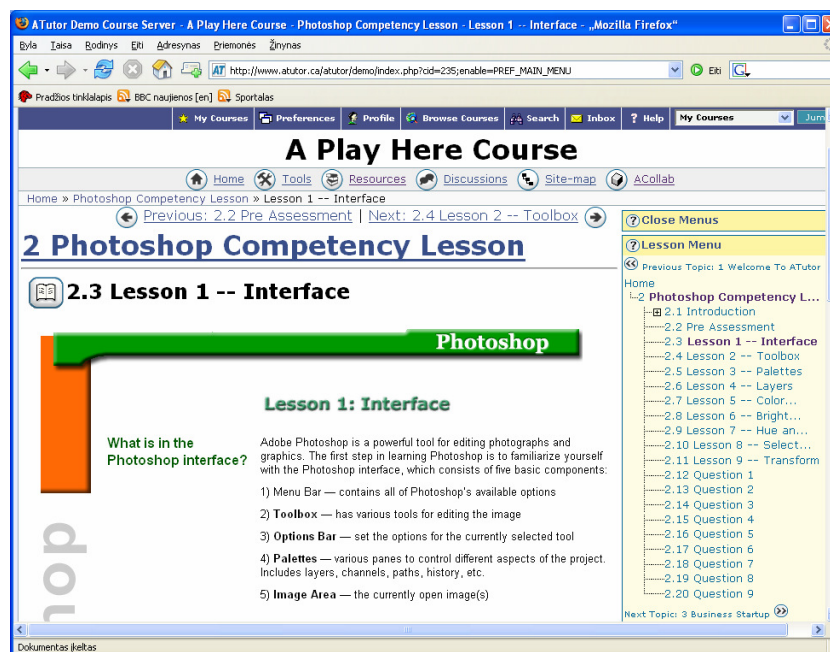 ATutor Demo Course Server - A Play Here Course - Photoshop Competency Lesson - Lesson 1 -- Interface - „Mozilla Firefox“
Byla Taisa Rodinys Eiti Adresynas Priemonės Žinynas
AT http://www.atutor.ca/atutor/demo/index.php?cid=235;enable=PREF_MAIN_MENU Eiti G
Pradžios tinklalapis BBC naujienos [en] Sportalas
My Courses Preferences Profile Browse Courses Search Inbox ? Help My Courses Jum
A Play Here Course
Home Tools Resources Discussions Site-map ACollab
Home » Photoshop Competency Lesson » Lesson 1 -- Interface
Previous: 2.2 Pre Assessment | Next: 2.4 Lesson 2 -- Toolbox
2 Photoshop Competency Lesson
2.3 Lesson 1 -- Interface
Photoshop
Lesson 1: Interface
What is in the
Photoshop interface?
Adobe Photoshop is a powerful tool for editing photographs and
graphics. The first step in learning Photoshop is to familiarize yourself
with the Photoshop interface, which consists of five basic components:
1) Menu Bar — contains all of Photoshop's available options
2) Toolbox — has various tools for editing the image
3) Options Bar — set the options for the currently selected tool
4) Palettes — various panes to control different aspects of the project.
Includes layers, channels, paths, history, etc.
5) Image Area — the currently open image(s)
? Close Menus
? Lesson Menu
Previous Topic: 1 Welcome To ATutor
Home
2 Photoshop Competency L...
2.1 Introduction
2.2 Pre Assessment
2.3 Lesson 1 -- Interface
2.4 Lesson 2 -- Toolbox
2.5 Lesson 3 -- Palettes
2.6 Lesson 4 -- Layers
2.7 Lesson 5 -- Color...
2.8 Lesson 6 -- Bright...
2.9 Lesson 7 -- Hue an...
2.10 Lesson 8 -- Select...
2.11 Lesson 9 -- Transform
2.12 Question 1
2.13 Question 2
2.14 Question 3
2.15 Question 4
2.16 Question 5
2.17 Question 6
2.18 Question 7
2.19 Question 8
2.20 Question 9
Next Topic: 3 Business Startup
Dokumentas įkeltas